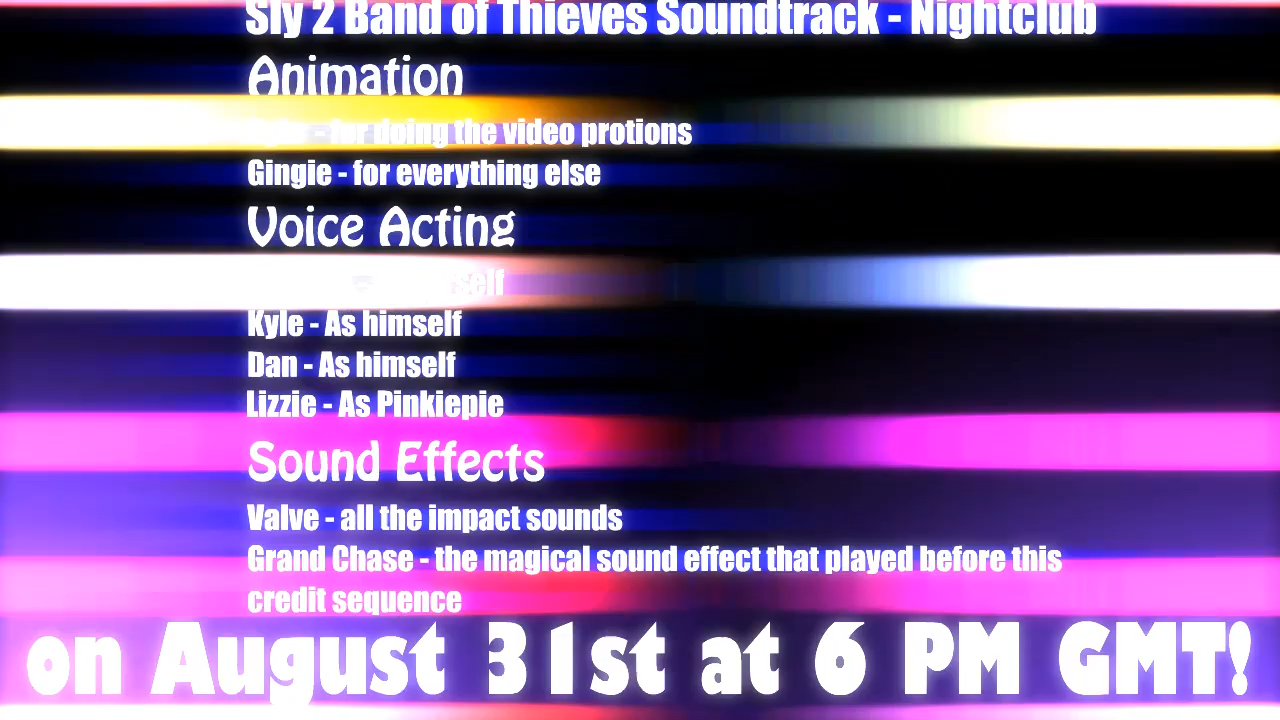 Sly 2 Band of Thieves Soundtrack - Nightclub
Animation
- for doing the video protions
Gingie - for everything else
Voice Acting
Kyle - As himself
Dan - As himself
Lizzie - As Pinkiepie
Sound Effects
Valve - all the impact sounds
Grand Chase - the magical sound effect that played before this
credit sequence
on August 31st at 6 PM GMT!